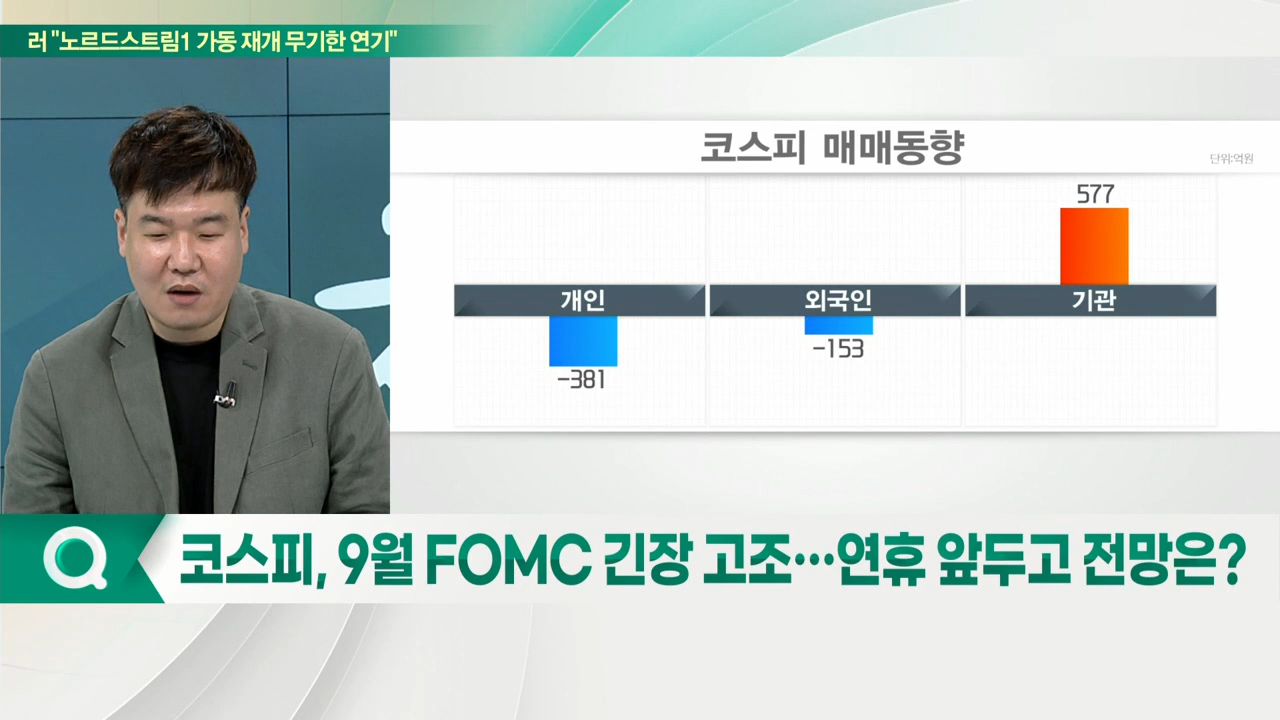 러 "노르드스트림1 가동 재개 무기한 연기"
코스피 매매동향
단위:억원
577
개인
외국인
기관
-381
-153
코스피, 9월 FOMC 긴장 고조…연휴 앞두고 전망은?